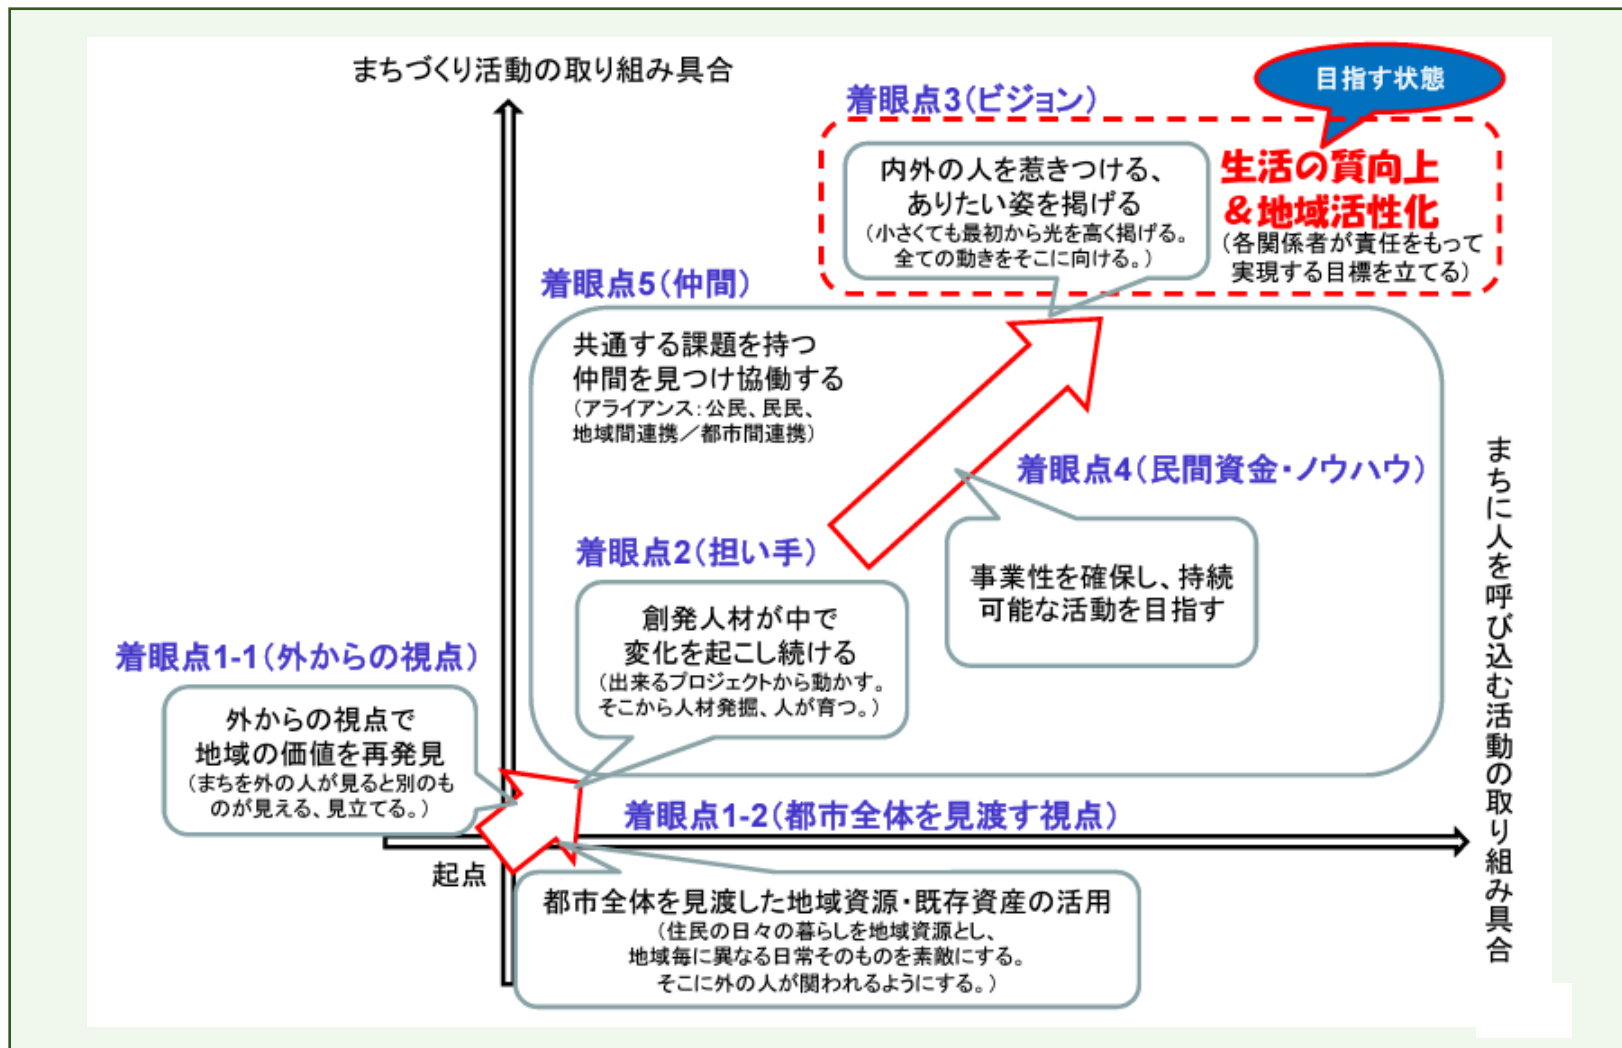 まちづくり活動の取り組み具合
目指す状態
着眼点3(ビジョン)
内外の人を惹きつける、
ありたい姿を掲げる
(小さくても最初から光を高く掲げる。
全ての動きをそこに向ける。)
生活の質向上
&地域活性化
(各関係者が責任をもって
実現する目標を立てる)
着眼点5(仲間)
共通する課題を持つ
仲間を見つけ協働する
(アライアンス:公民、民民、
地域間連携/都市間連携)
着眼点4(民間資金・ノウハウ)
事業性を確保し、持続
可能な活動を目指す
着眼点2(担い手)
創発人材が中で
変化を起こし続ける
(出来るプロジェクトから動かす。
そこから人材発掘、人が育つ。)
着眼点1-1(外からの視点)
外からの視点で
地域の価値を再発見
(まちを外の人が見ると別のも
のが見える、見立てる。)
着眼点1-2(都市全体を見渡す視点)
起点
都市全体を見渡した地域資源・既存資産の活用
(住民の日々の暮らしを地域資源とし、
地域毎に異なる日常そのものを素敵にする。
そこに外の人が関われるようにする。)
まちに人を呼び込む活動の取り組み具合